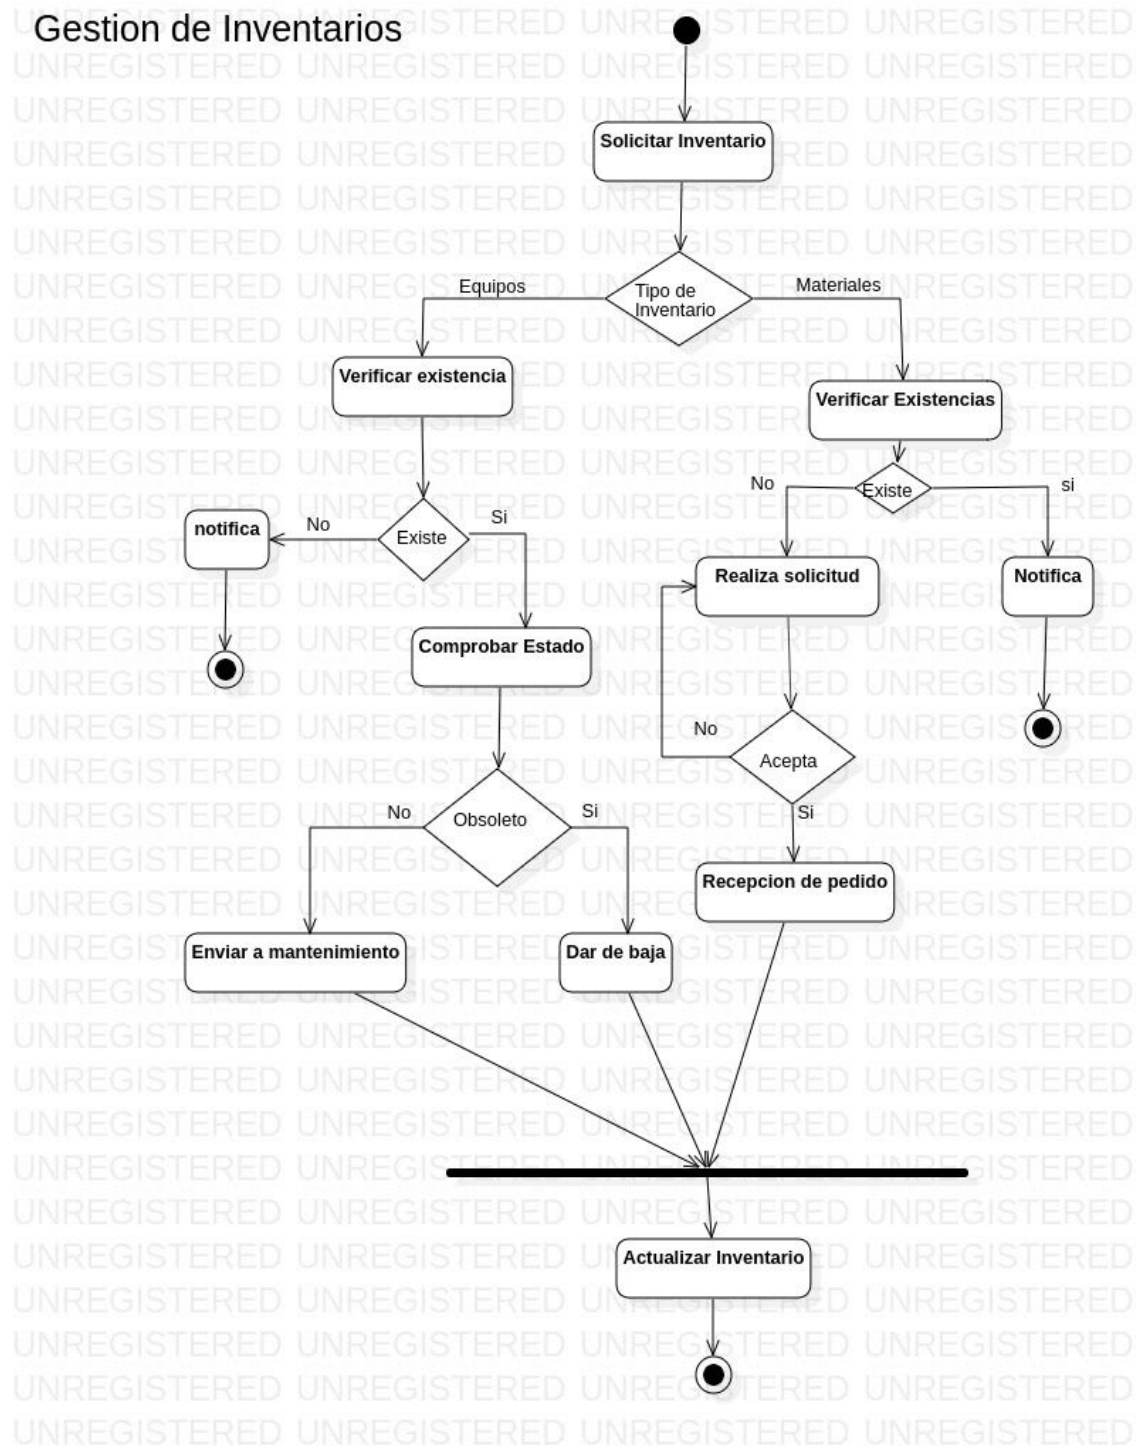 Gestion de Inventarios
Solicitar Inventario
Tipo de
Inventario
Equipos
Materiales
Verificar existencia
Verificar Existencias
Existe
No
si
Existe
No
Si
notifica
Realiza solicitud
Notifica
Comprobar Estado
Acepta
No
Si
Obsoleto
No
Si
Recepcion de pedido
Enviar a mantenimiento
Dar de baja
Actualizar Inventario
UNREGISTERED